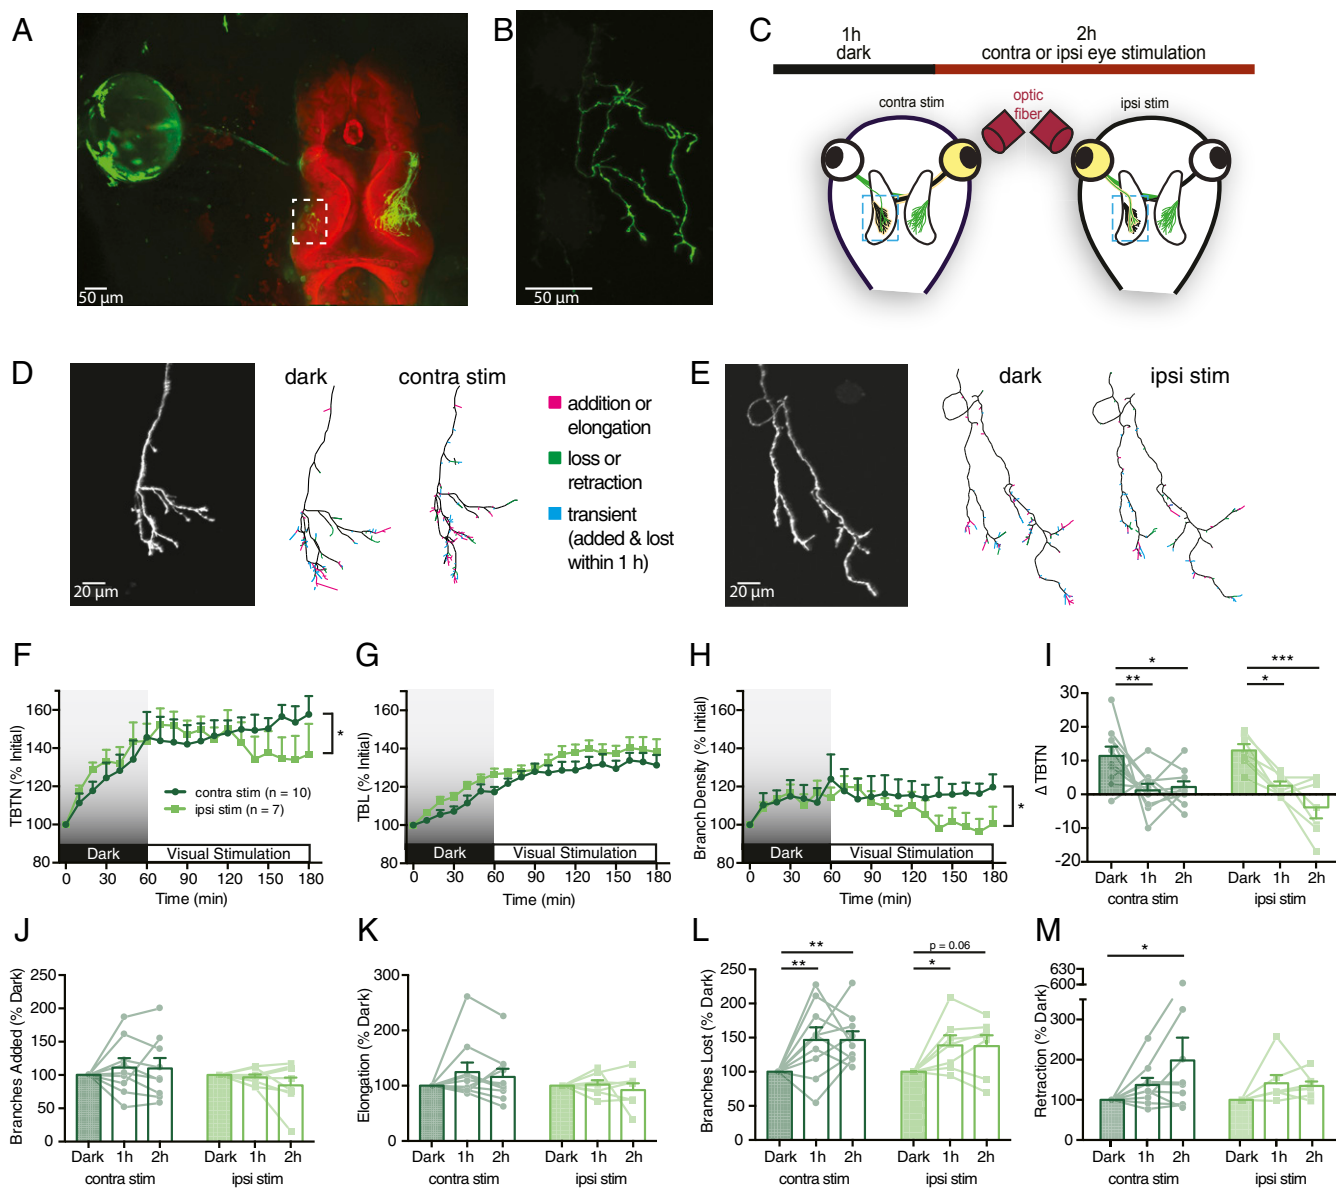 A
50 µm
B
50 µm
C
1h
dark
2h
contra or ipsi eye stimulation
contra stim
optic
fiber
ipsi stim
D
20 µm
dark
contra stim
addition or
elongation
loss or
retraction
transient
(added & lost
within 1 h)
E
20 µm
dark
ipsi stim
F
TBTN (% Initial)
160
140
120
100
80
contra stim (n = 10)
ipsi stim (n = 7)
*
Dark
Visual Stimulation
0 30 60 90 120 150 180
Time (min)
G
TBL (% Initial)
160
140
120
100
80
Dark
Visual Stimulation
0 30 60 90 120 150 180
Time (min)
H
Branch Density (% Initial)
160
140
120
100
80
*
Dark
Visual Stimulation
0 30 60 90 120 150 180
Time (min)
I
Δ TBTN
30
20
10
0
-10
-20
*
**
***
*
Dark 1h 2h Dark 1h 2h
contra stim ipsi stim
J
Branches Added (% Dark)
250
200
150
100
50
0
Dark 1h 2h Dark 1h 2h
contra stim ipsi stim
K
Elongation (% Dark)
300
200
100
0
Dark 1h 2h Dark 1h 2h
contra stim ipsi stim
L
Branches Lost (% Dark)
250
200
150
100
50
0
**
**
p = 0.06
*
Dark 1h 2h Dark 1h 2h
contra stim ipsi stim
M
Retraction (% Dark)
630
600
300
200
100
0
*
Dark 1h 2h Dark 1h 2h
contra stim ipsi stim